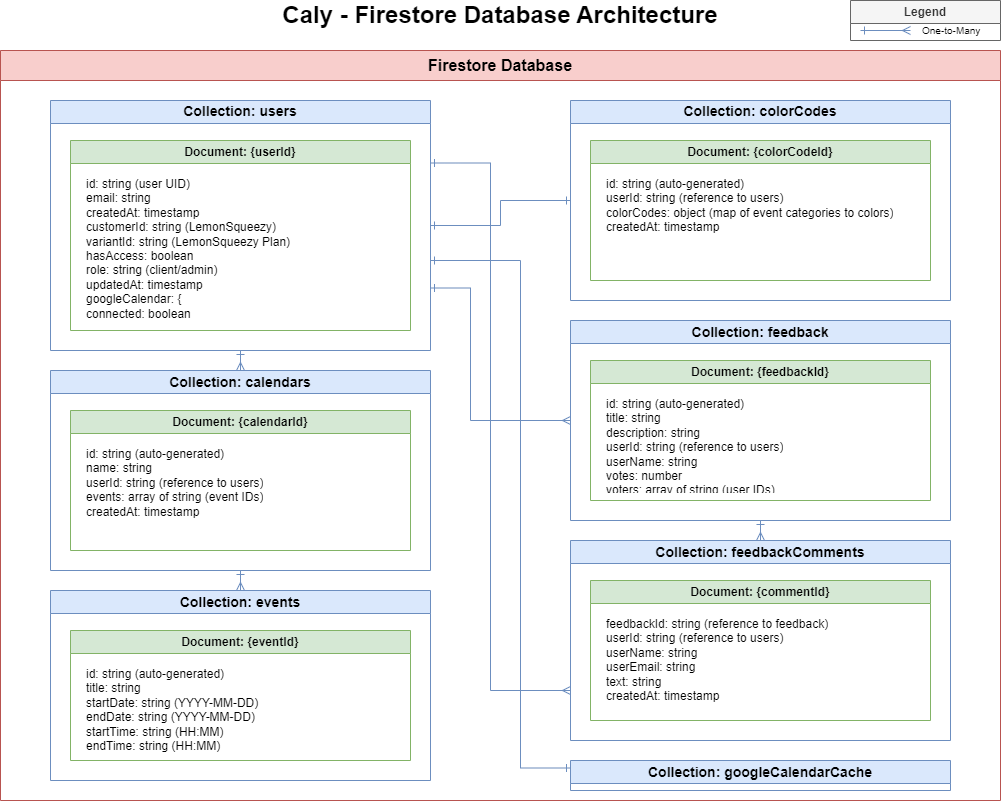 Caly - Firestore Database Architecture
Legend
One-to-Many
Firestore Database
Collection: users
Document: {userId}
id: string (user UID)
email: string
createdAt: timestamp
customerId: string (LemonSqueezy)
variantId: string (LemonSqueezy Plan)
hasAccess: boolean
role: string (client/admin)
updatedAt: timestamp
googleCalendar: {
connected: boolean
Collection: calendars
Document: {calendarId}
id: string (auto-generated)
name: string
userId: string (reference to users)
events: array of string (event IDs)
createdAt: timestamp
Collection: events
Document: {eventId}
id: string (auto-generated)
title: string
startDate: string (YYYY-MM-DD)
endDate: string (YYYY-MM-DD)
startTime: string (HH:MM)
endTime: string (HH:MM)
Collection: colorCodes
Document: {colorCodeId}
id: string (auto-generated)
userId: string (reference to users)
colorCodes: object (map of event categories to colors)
createdAt: timestamp
Collection: feedback
Document: {feedbackId}
id: string (auto-generated)
title: string
description: string
userId: string (reference to users)
userName: string
votes: number
voters: array of string (user IDs)
Collection: feedbackComments
Document: {commentId}
feedbackId: string (reference to feedback)
userId: string (reference to users)
userName: string
userEmail: string
text: string
createdAt: timestamp
Collection: googleCalendarCache